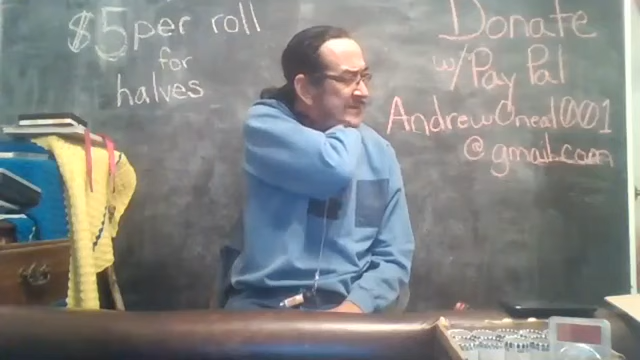 $5 per roll
for
halves
Donate
w/PayPal
AndrewOneal001
@gmail.com